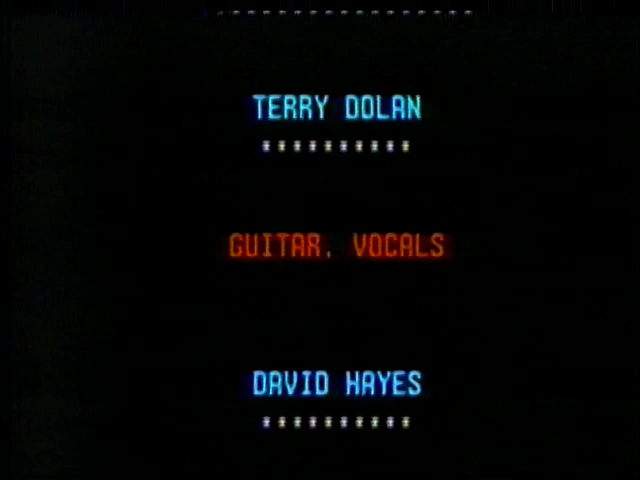 TERRY DOLAN
**********
GUITAR, VOCALS
DAVID HAYES
**********